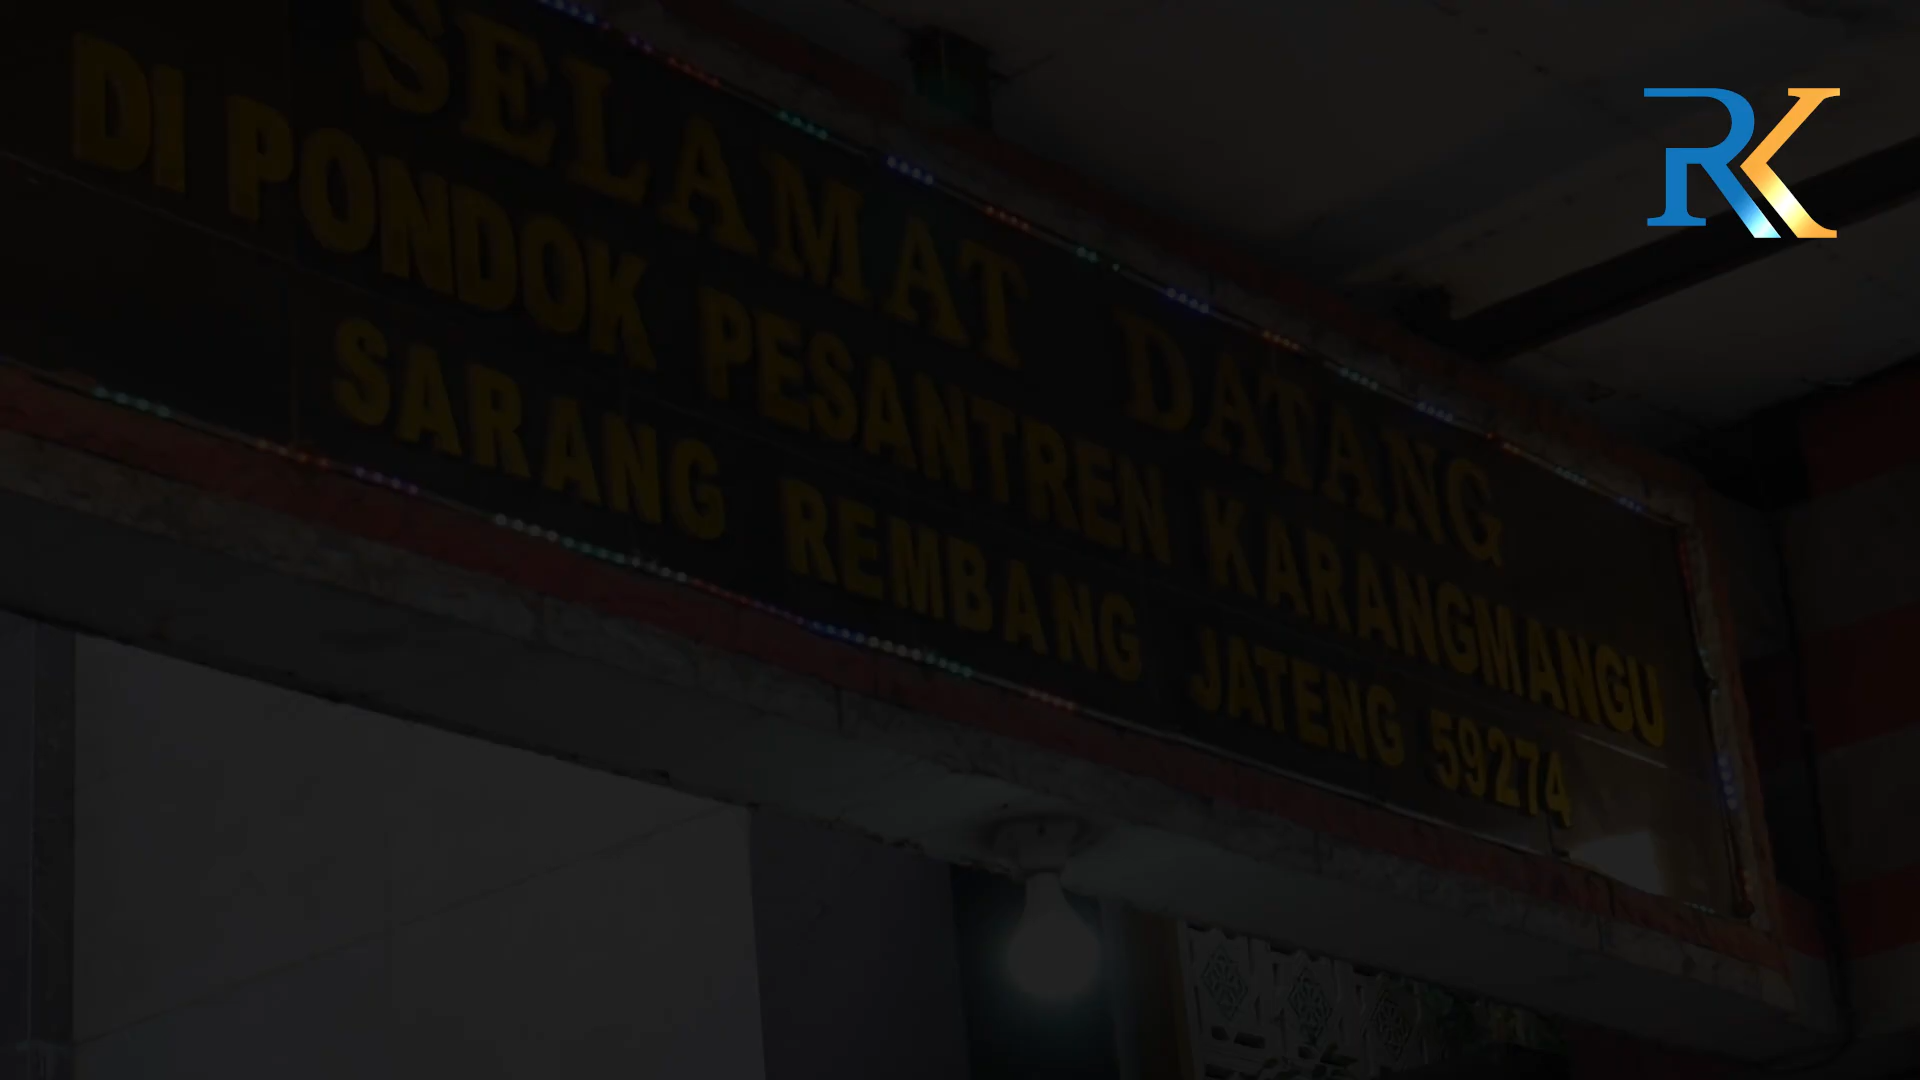 RK
SELAMAT DATANG
DI PONDOK PESANTREN KARANGMANGU
SARANG REMBANG JATENG 59274